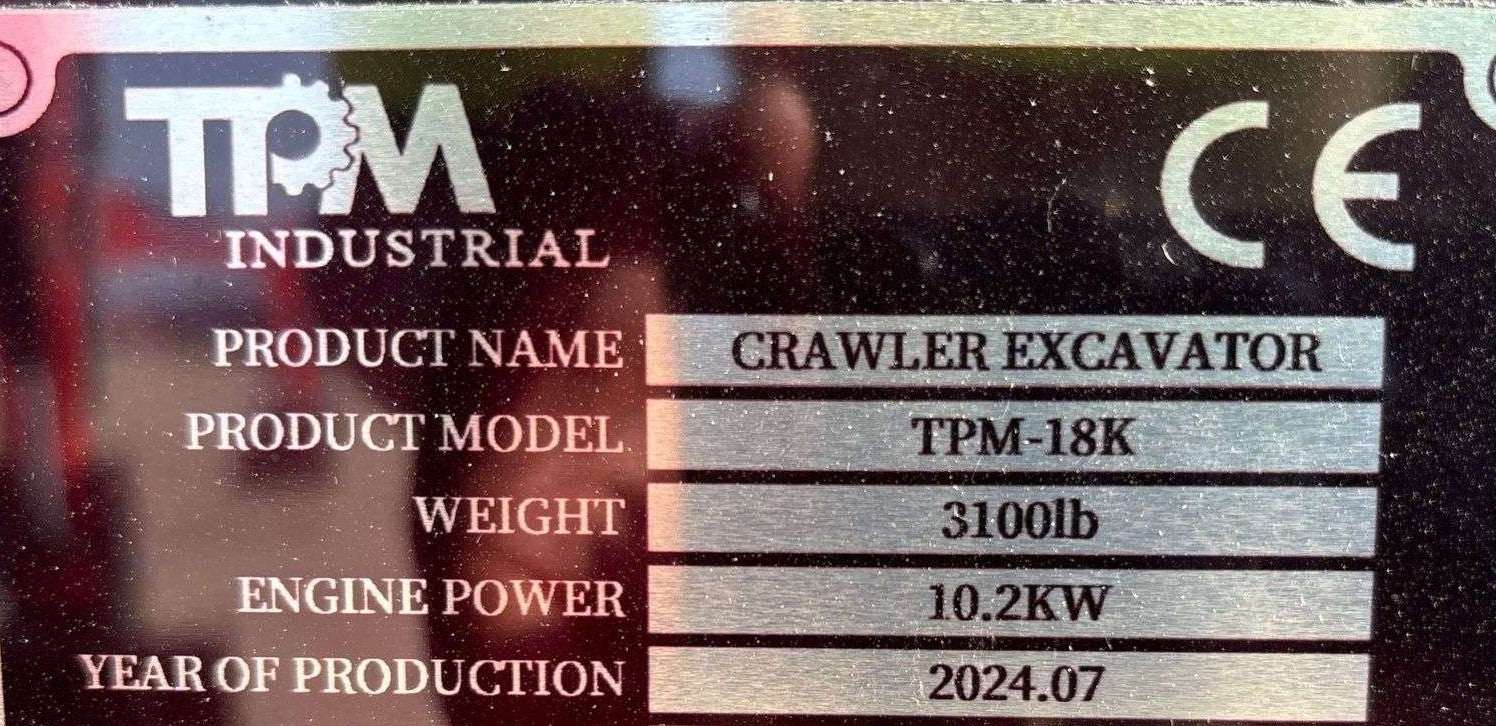 TPM
INDUSTRIAL
CE
PRODUCT NAME CRAWLER EXCAVATOR
PRODUCT MODEL TPM-18K
WEIGHT 3100lb
ENGINE POWER 10.2KW
YEAR OF PRODUCTION 2024.07